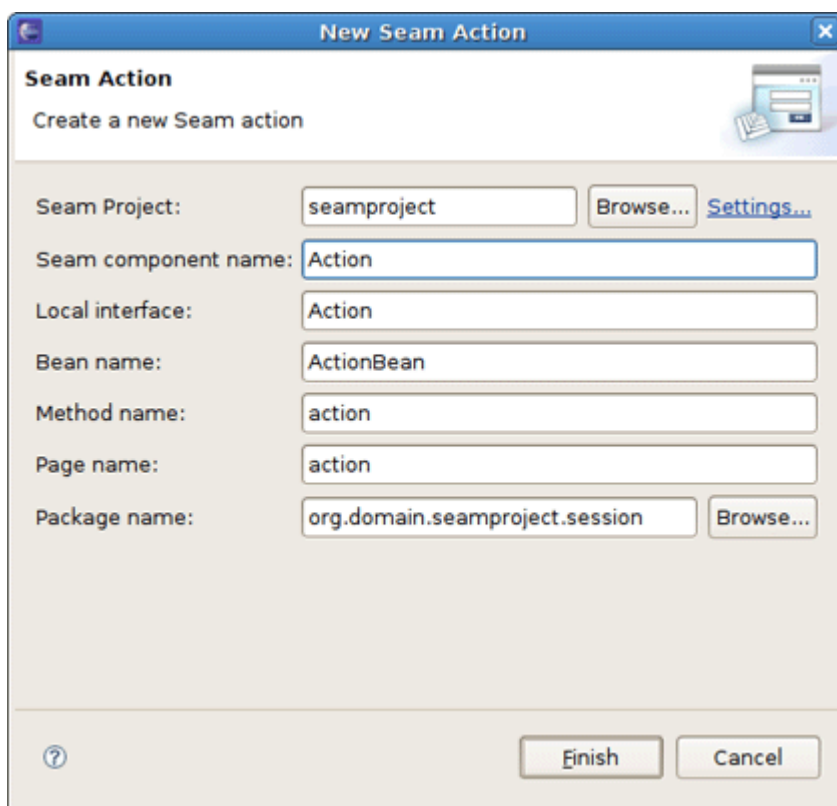 New Seam Action
Seam Action
Create a new Seam action
Seam Project: seamproject Browse... Settings...
Seam component name: Action
Local interface: Action
Bean name: ActionBean
Method name: action
Page name: action
Package name: org.domain.seamproject.session Browse...
? Finish Cancel